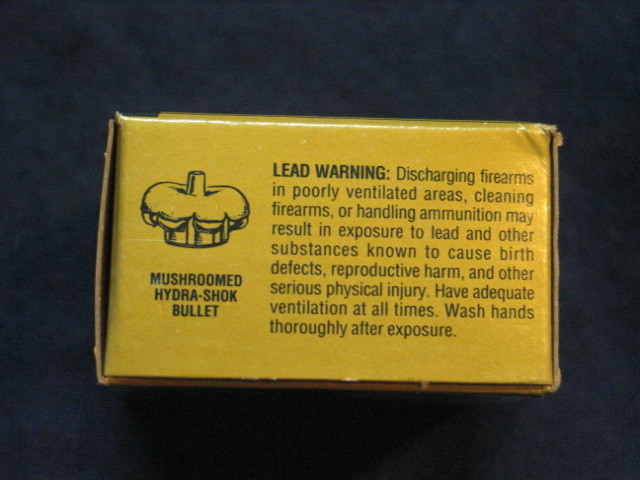 LEAD WARNING: Discharging firearms
in poorly ventilated areas, cleaning
firearms, or handling ammunition may
result in exposure to lead and other
substances known to cause birth
defects, reproductive harm, and other
serious physical injury. Have adequate
ventilation at all times. Wash hands
thoroughly after exposure.
MUSHROOMED
HYDRA-SHOK
BULLET